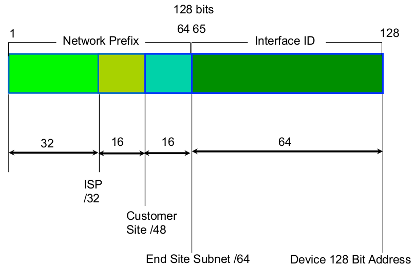 128 bits
1 Network Prefix 64 65 Interface ID 128
32 16 16 64
ISP
/32
Customer
Site /48
End Site Subnet /64 Device 128 Bit Address